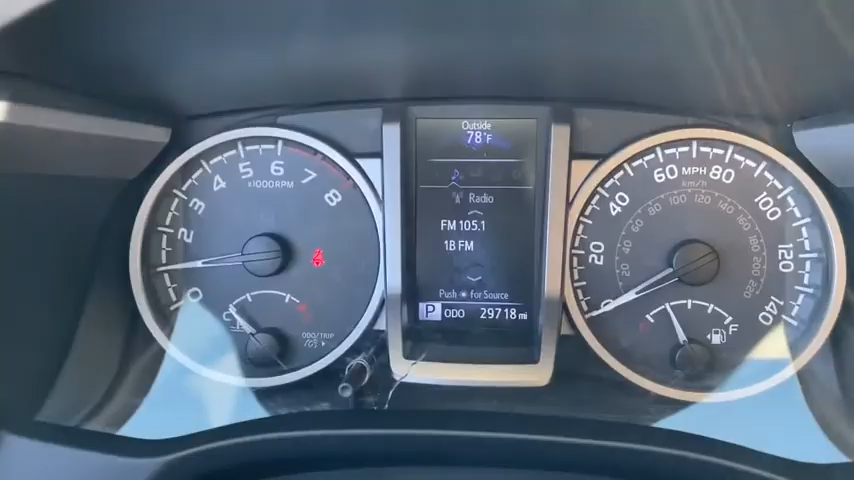 Outside
78°F
Radio
FM 105.1
1B FM
Push for Source
P ODO 29718 mi
0
2
3
4
5
6
7
8
x1000RPM
C
ODO/TRIP
0
20
40
60 MPH 80
100
120
140
km/h
20
40
60
80
100
120
140
160
180
200
220
F